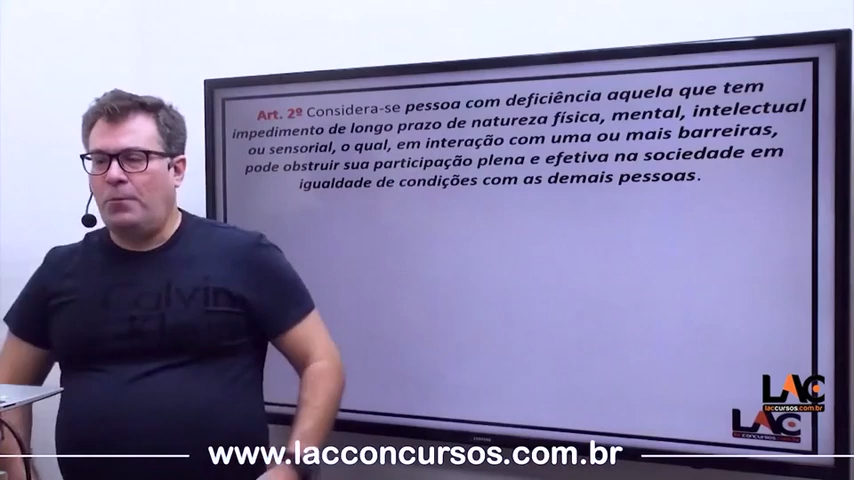 Art. 2º Considera-se pessoa com deficiência aquela que tem
impedimento de longo prazo de natureza física, mental, intelectual
ou sensorial, o qual, em interação com uma ou mais barreiras,
pode obstruir sua participação plena e efetiva na sociedade em
igualdade de condições com as demais pessoas.
Calvin
LAC
laccursos.com.br
LAC
www.lacconcursos.com.br